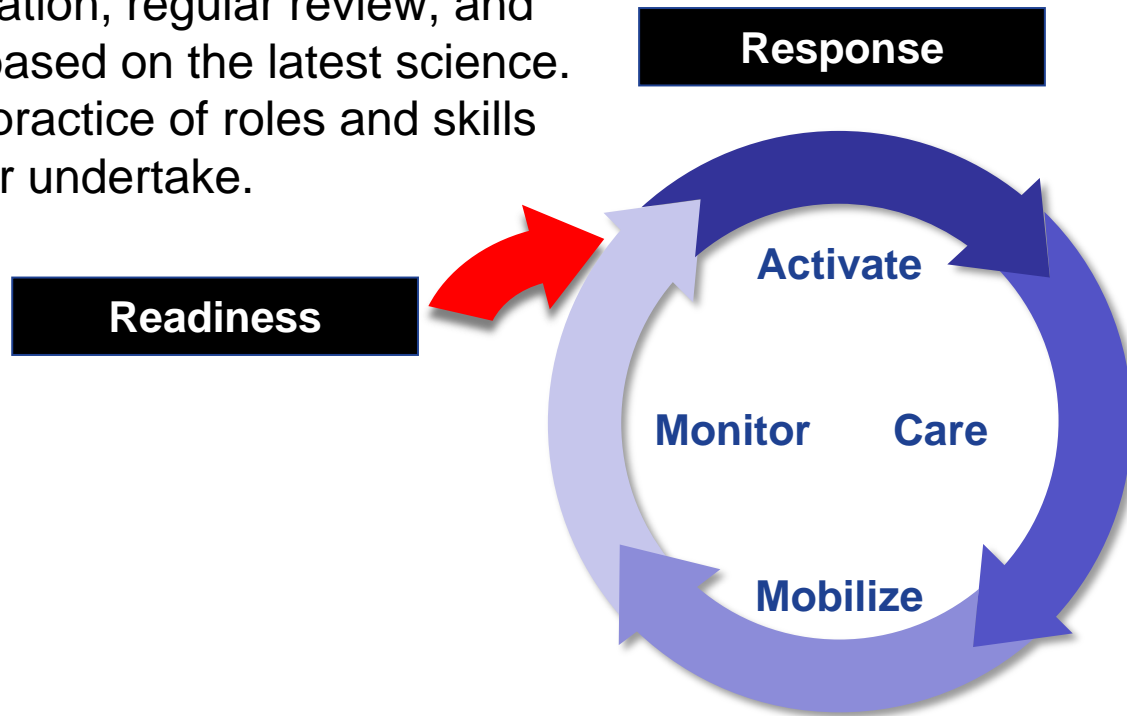 ation, regular review, and
based on the latest science.
practice of roles and skills
r undertake.
Response
Readiness
Activate
Monitor Care
Mobilize